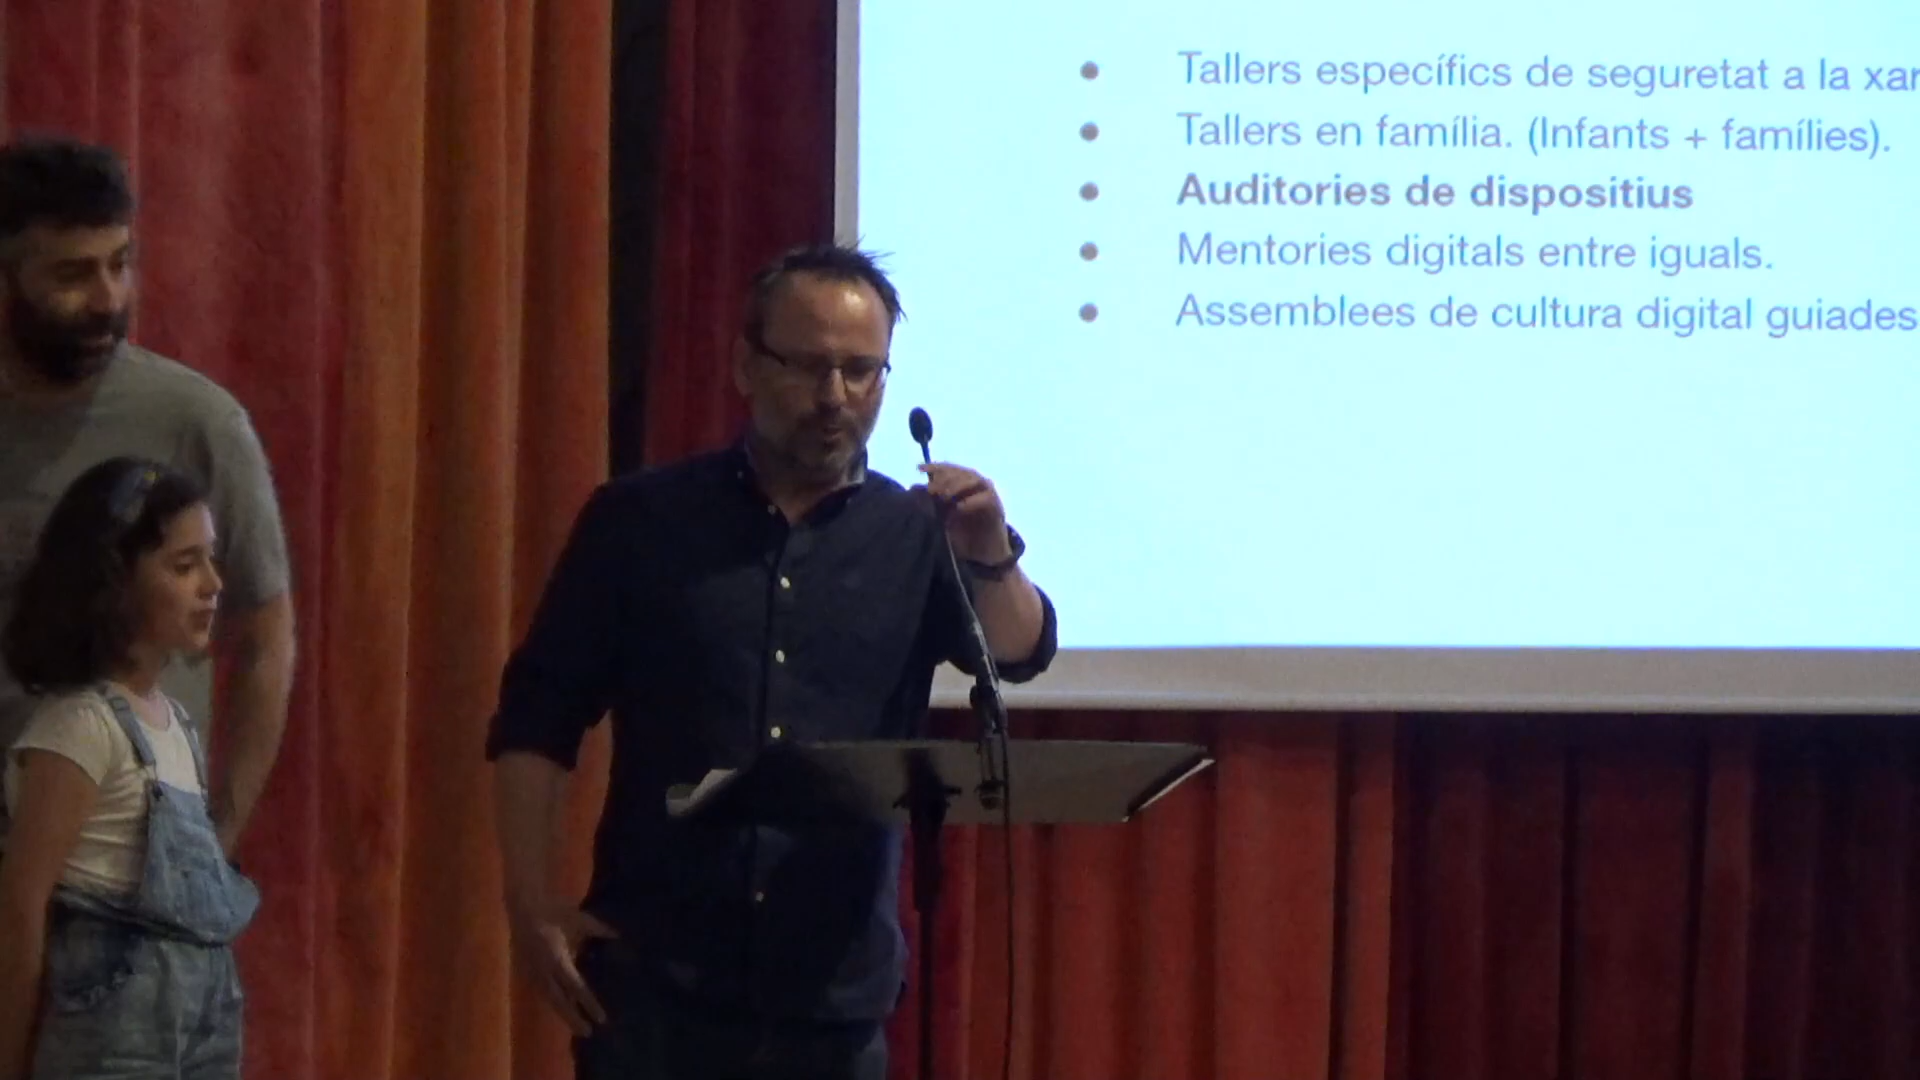 • Tallers específics de seguretat a la xar
• Tallers en família. (Infants + famílies).
• Auditories de dispositius
• Mentories digitals entre iguals.
• Assemblees de cultura digital guiades